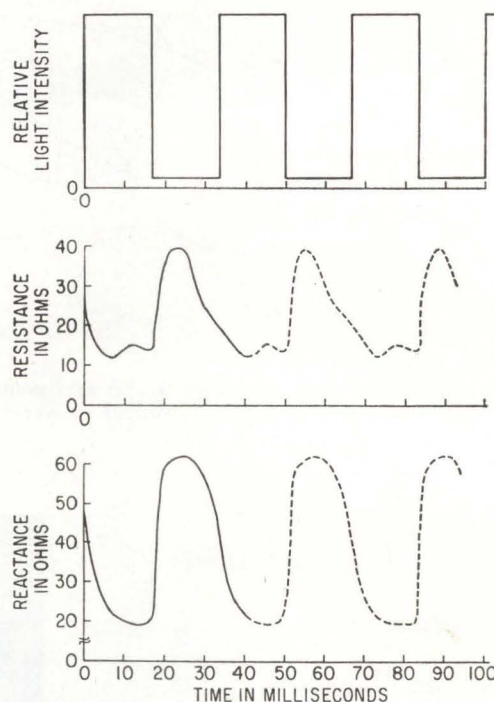 RELATIVE
LIGHT INTENSITY
0
0
RESISTANCE
IN OHMS
40
30
20
10
0
0
REACTANCE
IN OHMS
60
50
40
30
20
0
0 10 20 30 40 50 60 70 80 90 100
TIME IN MILLISECONDS